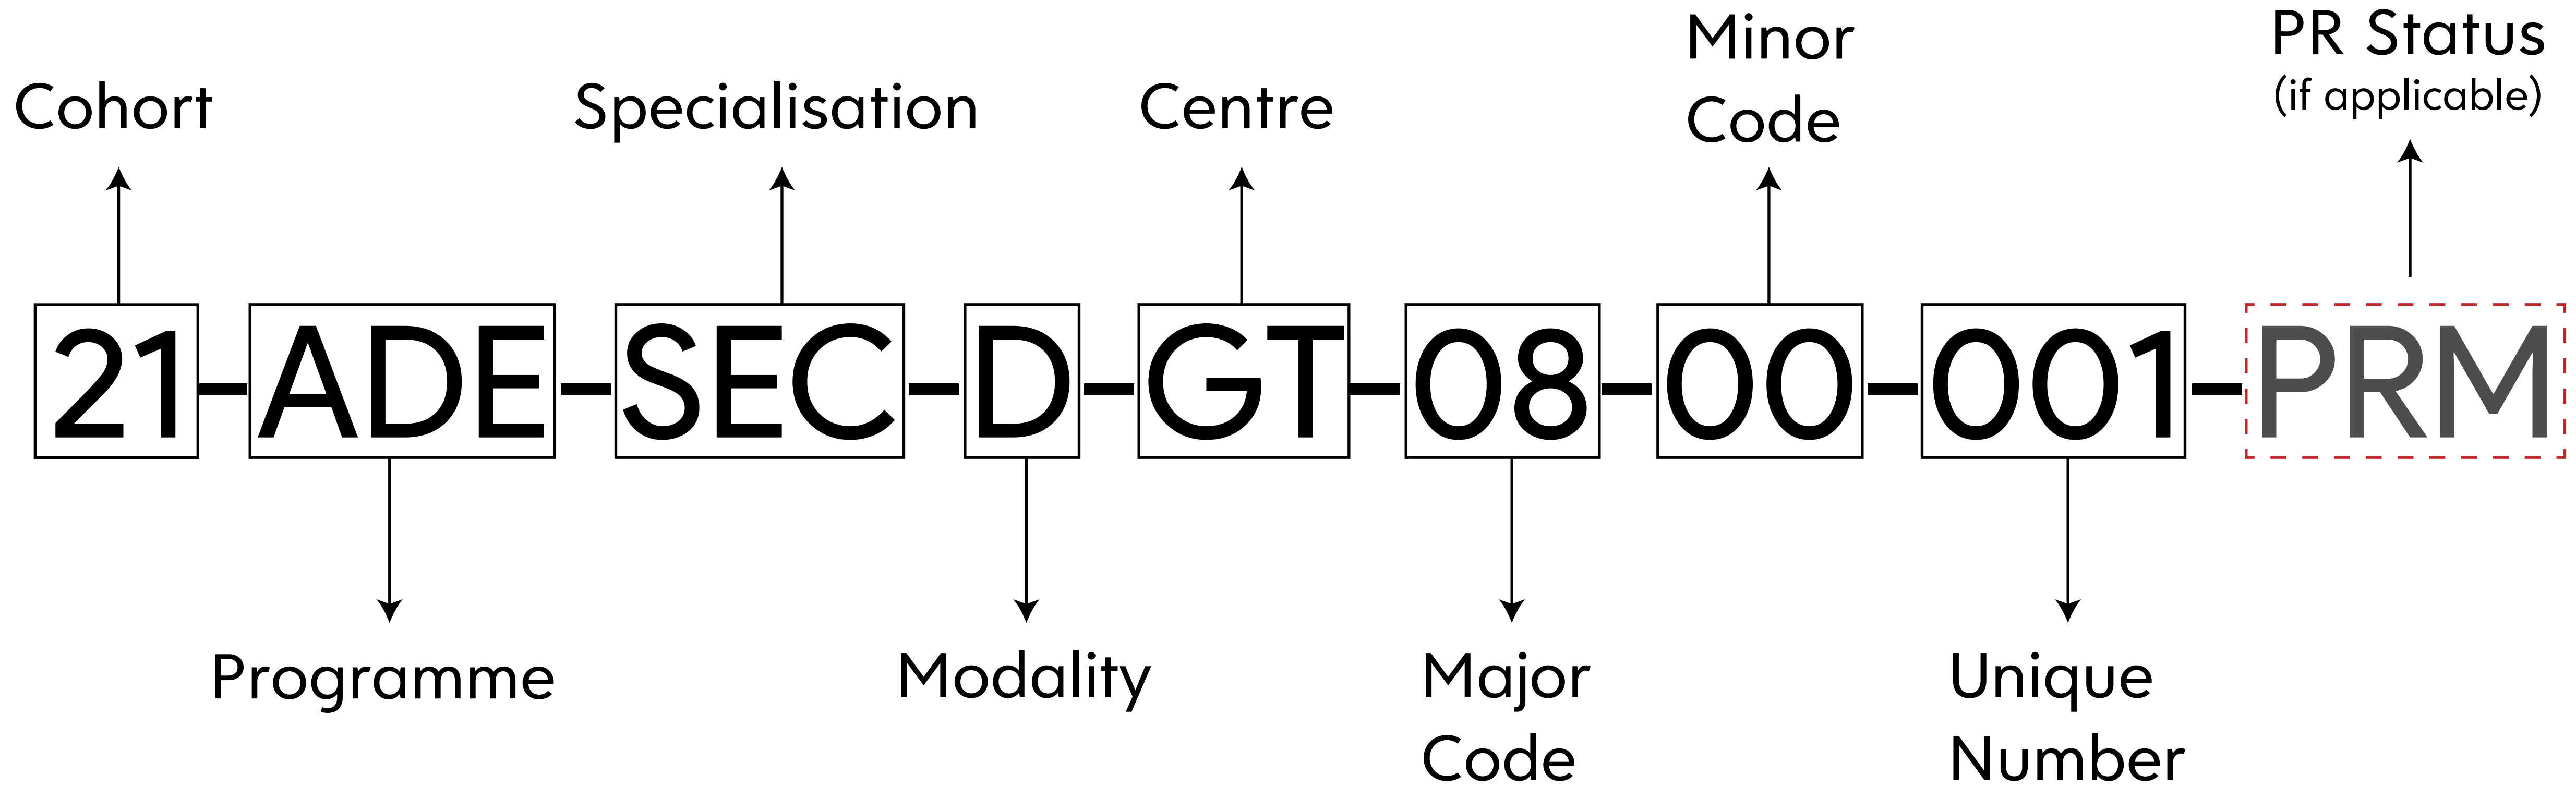 Cohort
Specialisation
Centre
Minor
Code
PR Status
(if applicable)
21-ADE-SEC-D-GT-08-00-001-PRM
Programme
Modality
Major
Code
Unique
Number